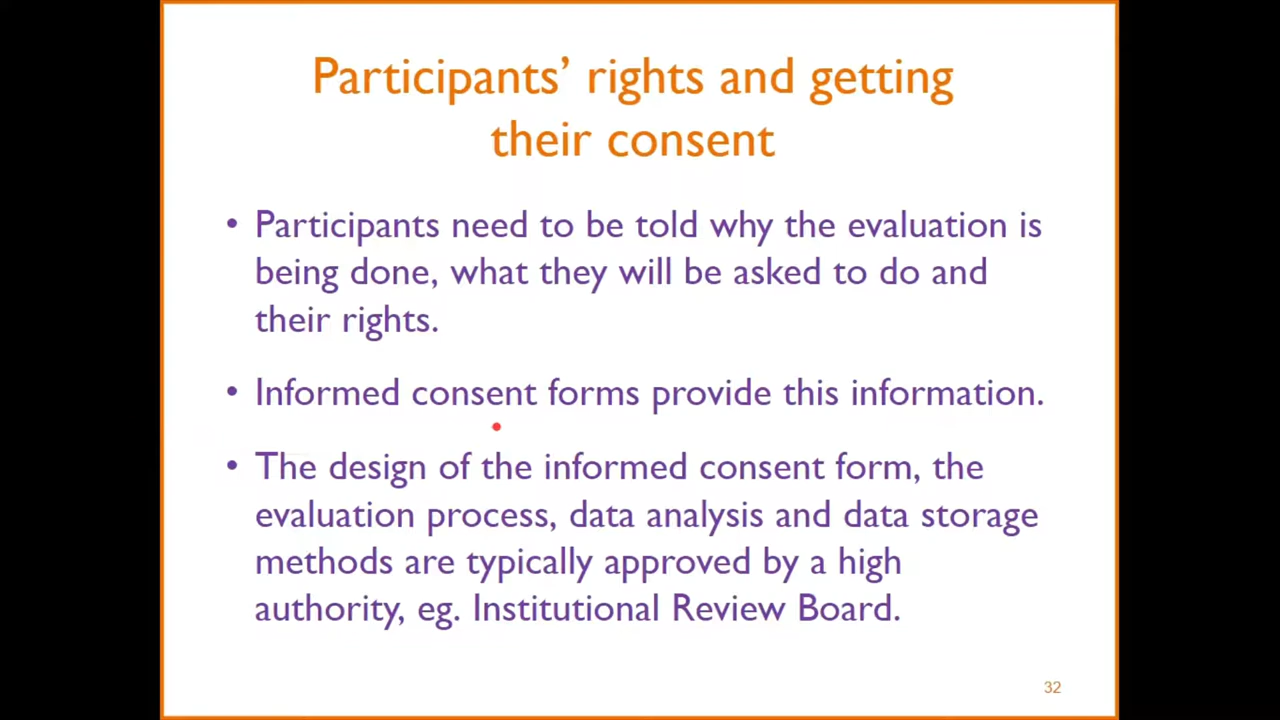 Participants’ rights and getting
their consent
• Participants need to be told why the evaluation is
being done, what they will be asked to do and
their rights.
• Informed consent forms provide this information.
• The design of the informed consent form, the
evaluation process, data analysis and data storage
methods are typically approved by a high
authority, eg. Institutional Review Board.
32